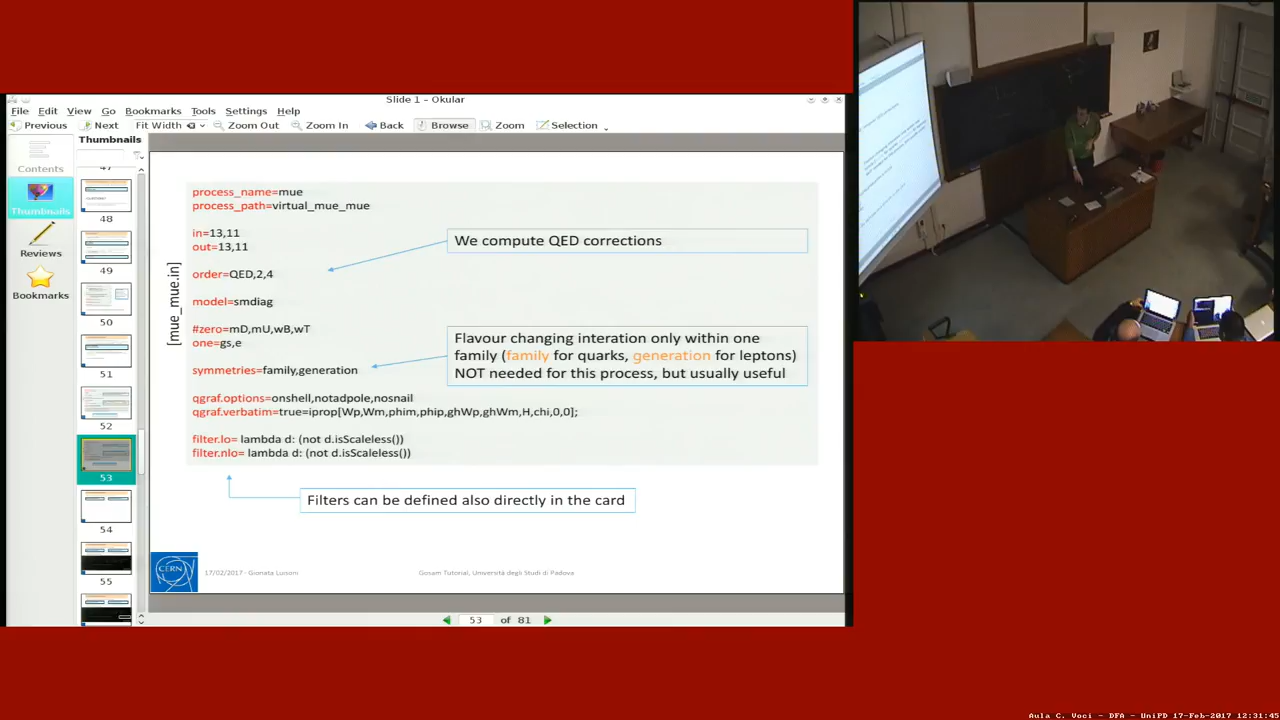 Slide 1 – Okular
File Edit View Go Bookmarks Tools Settings Help
Previous Next Fit Width Zoom Out Zoom In Back Browse Zoom Selection
Contents
Thumbnails
Reviews
Bookmarks
Thumbnails
47
48
49
50
51
52
53
54
55
process_name=mue
process_path=virtual_mue_mue
in=13,11
out=13,11
order=QED,2,4
model=smdiag
#zero=mD,mU,wB,wT
one=gs,e
symmetries=family,generation
qgraf.options=onshell,notadpole,nosnail
qgraf.verbatim=true=iprop[Wp,Wm,phim,phip,ghWp,ghWm,H,chi,0,0];
filter.lo= lambda d: (not d.isScaleless())
filter.nlo= lambda d: (not d.isScaleless())
[mue_mue.in]
We compute QED corrections
Flavour changing interation only within one
family (family for quarks, generation for leptons)
NOT needed for this process, but usually useful
Filters can be defined also directly in the card
CERN
17/02/2017 - Gionata Luisoni
Gosam Tutorial, Università degli Studi di Padova
53 of 81
Aula C. Voci - DFA - UniPD 17-Feb-2017 12:31:45